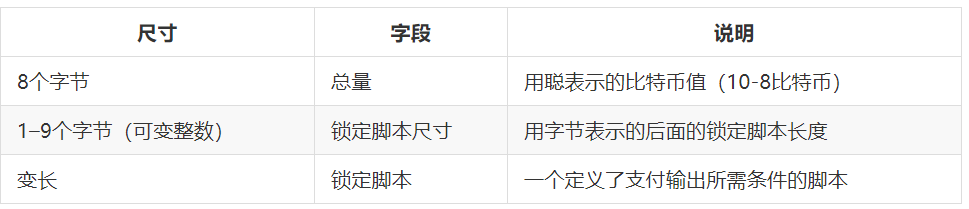 尺寸 字段 说明
8个字节 总量 用聪表示的比特币值（10-8比特币）
1–9个字节（可变整数） 锁定脚本尺寸 用字节表示的后面的锁定脚本长度
变长 锁定脚本 一个定义了支付输出所需条件的脚本